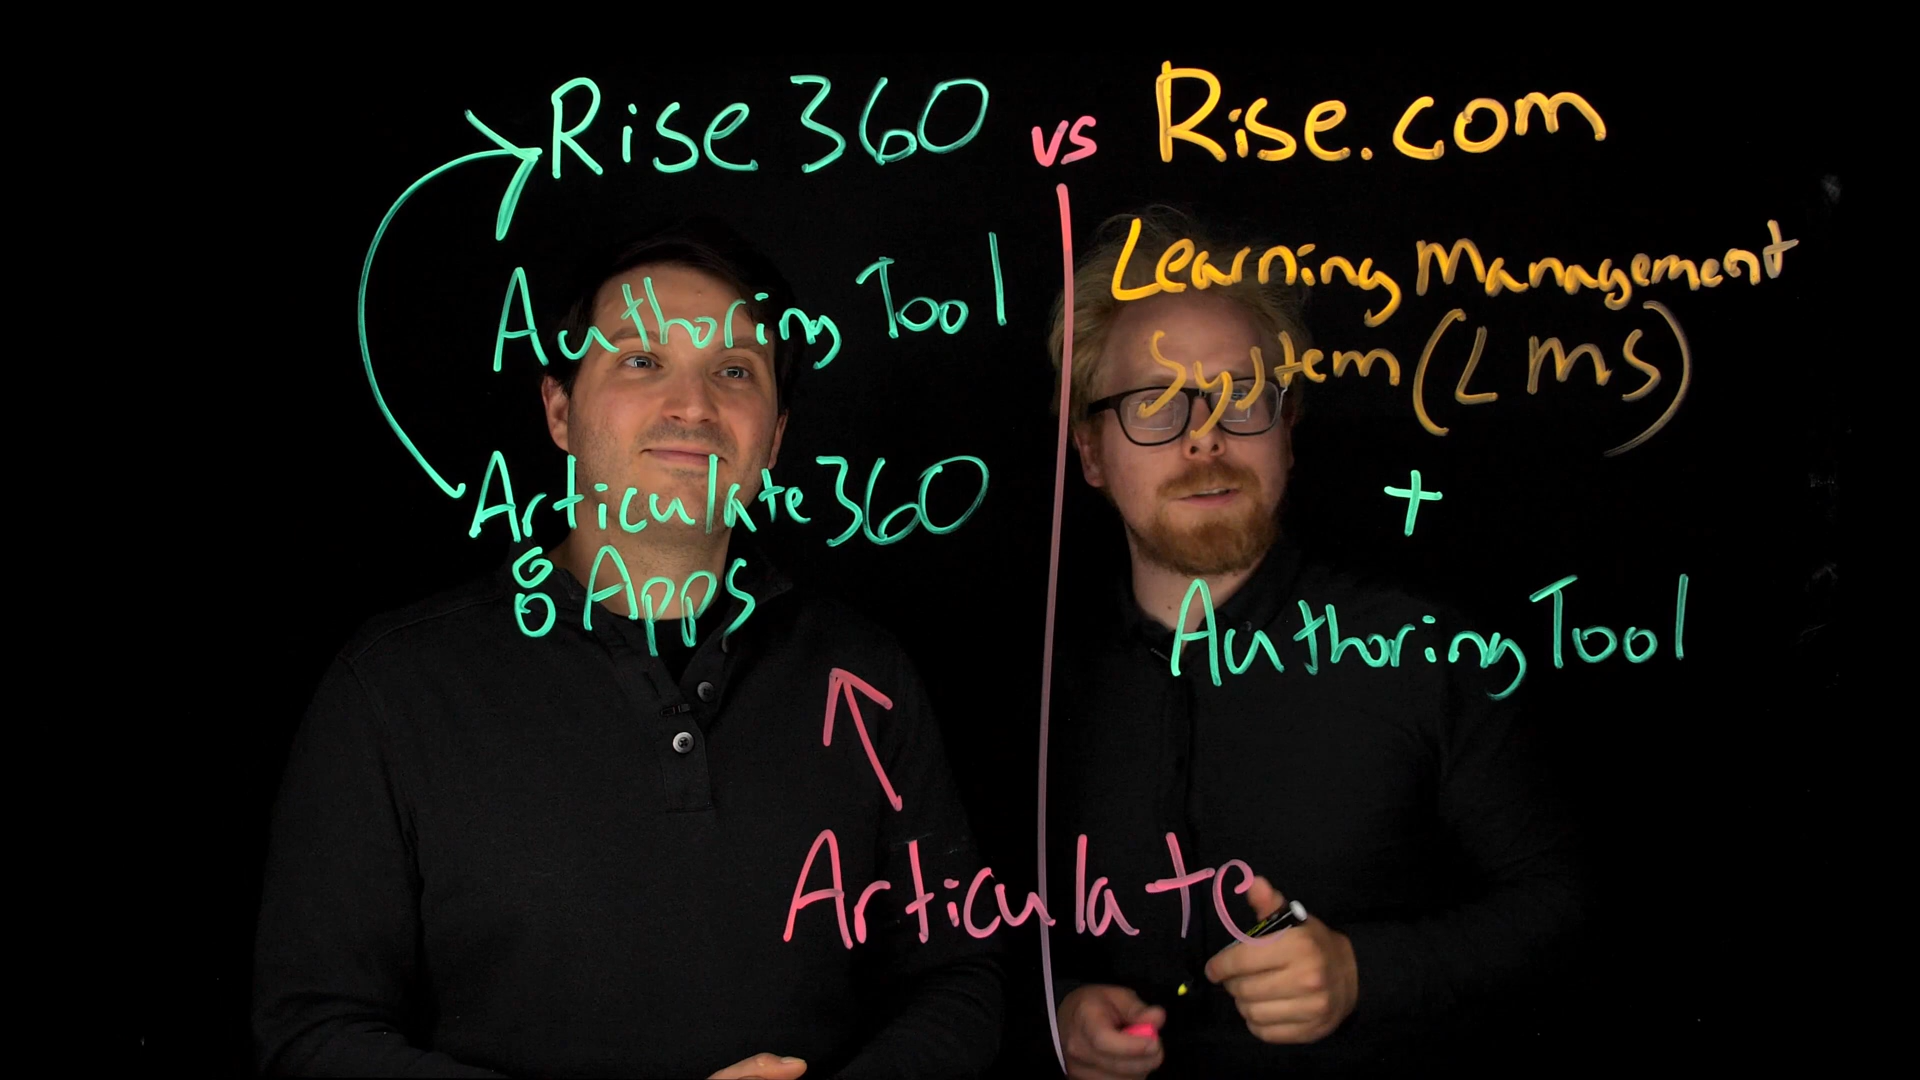 Rise 360 vs Rise.com
Authoring Tool
Articulate 360
8 Apps
Learning Management
System (LMS)
+
Authoring Tool
Articulate